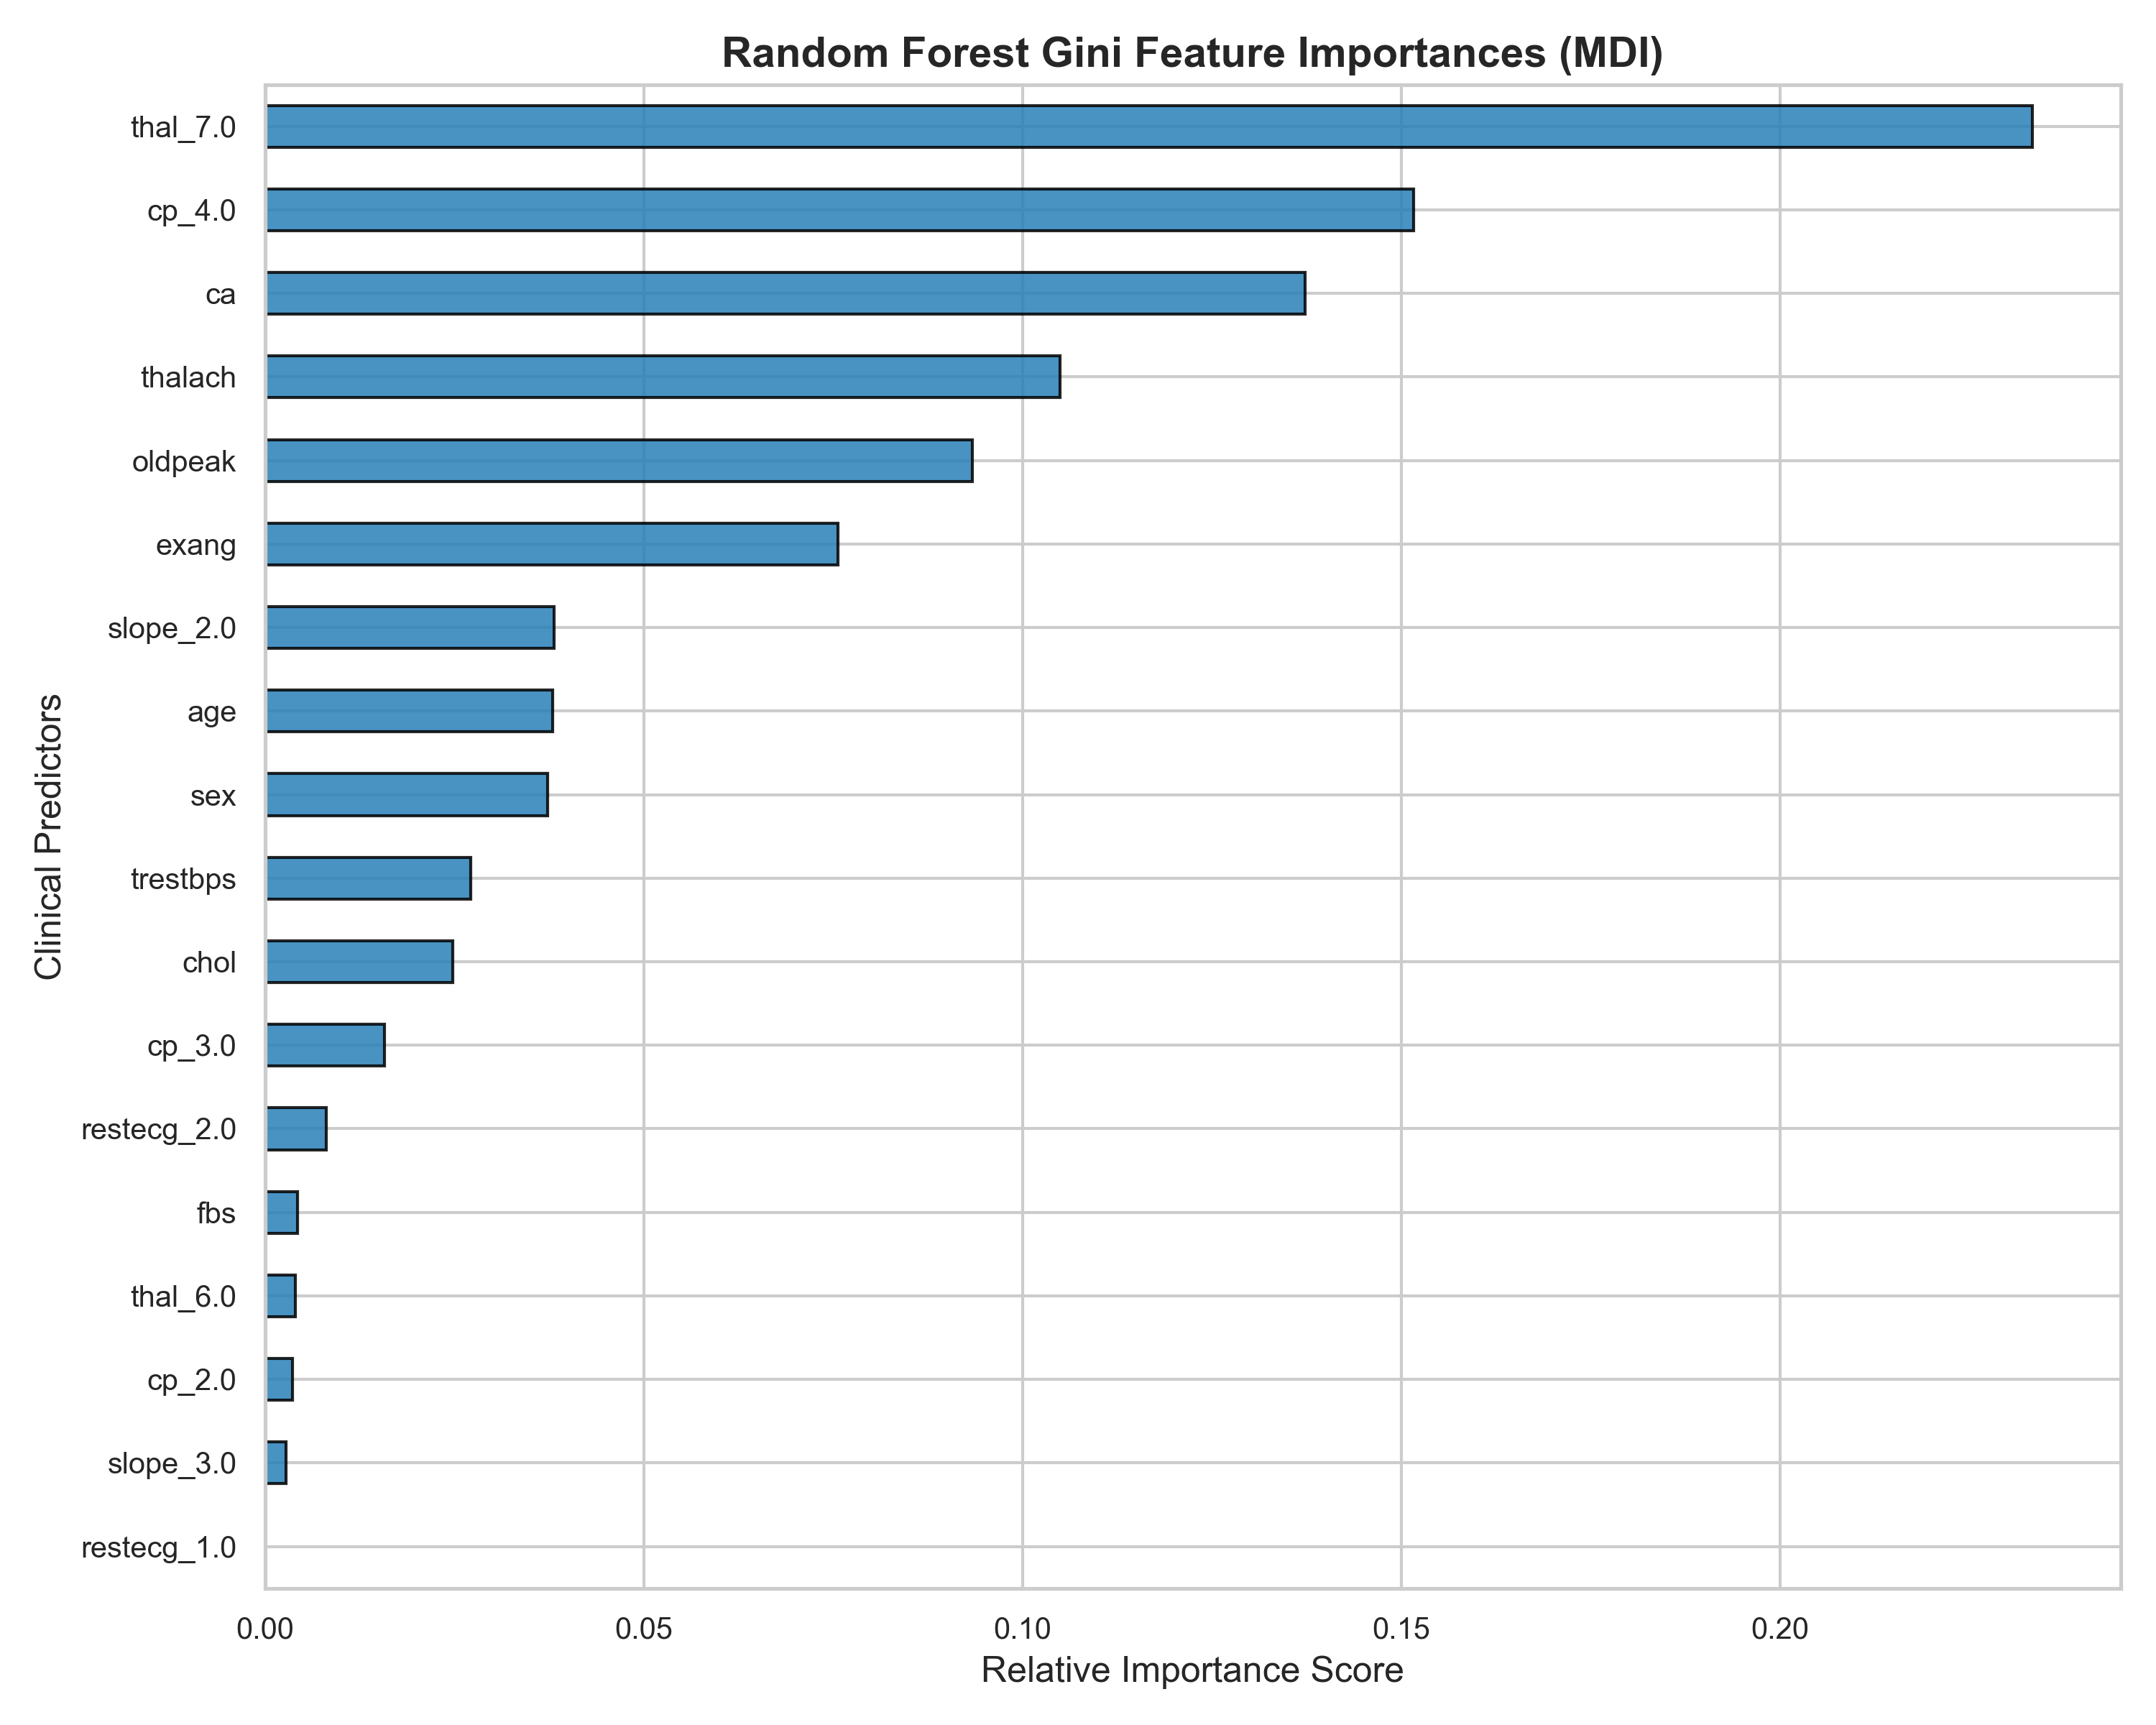 Random Forest Gini Feature Importances (MDI)
thal_7.0
cp_4.0
ca
thalach
oldpeak
exang
slope_2.0
age
sex
trestbps
chol
cp_3.0
restecg_2.0
fbs
thal_6.0
cp_2.0
slope_3.0
restecg_1.0
Clinical Predictors
0.00 0.05 0.10 0.15 0.20
Relative Importance Score